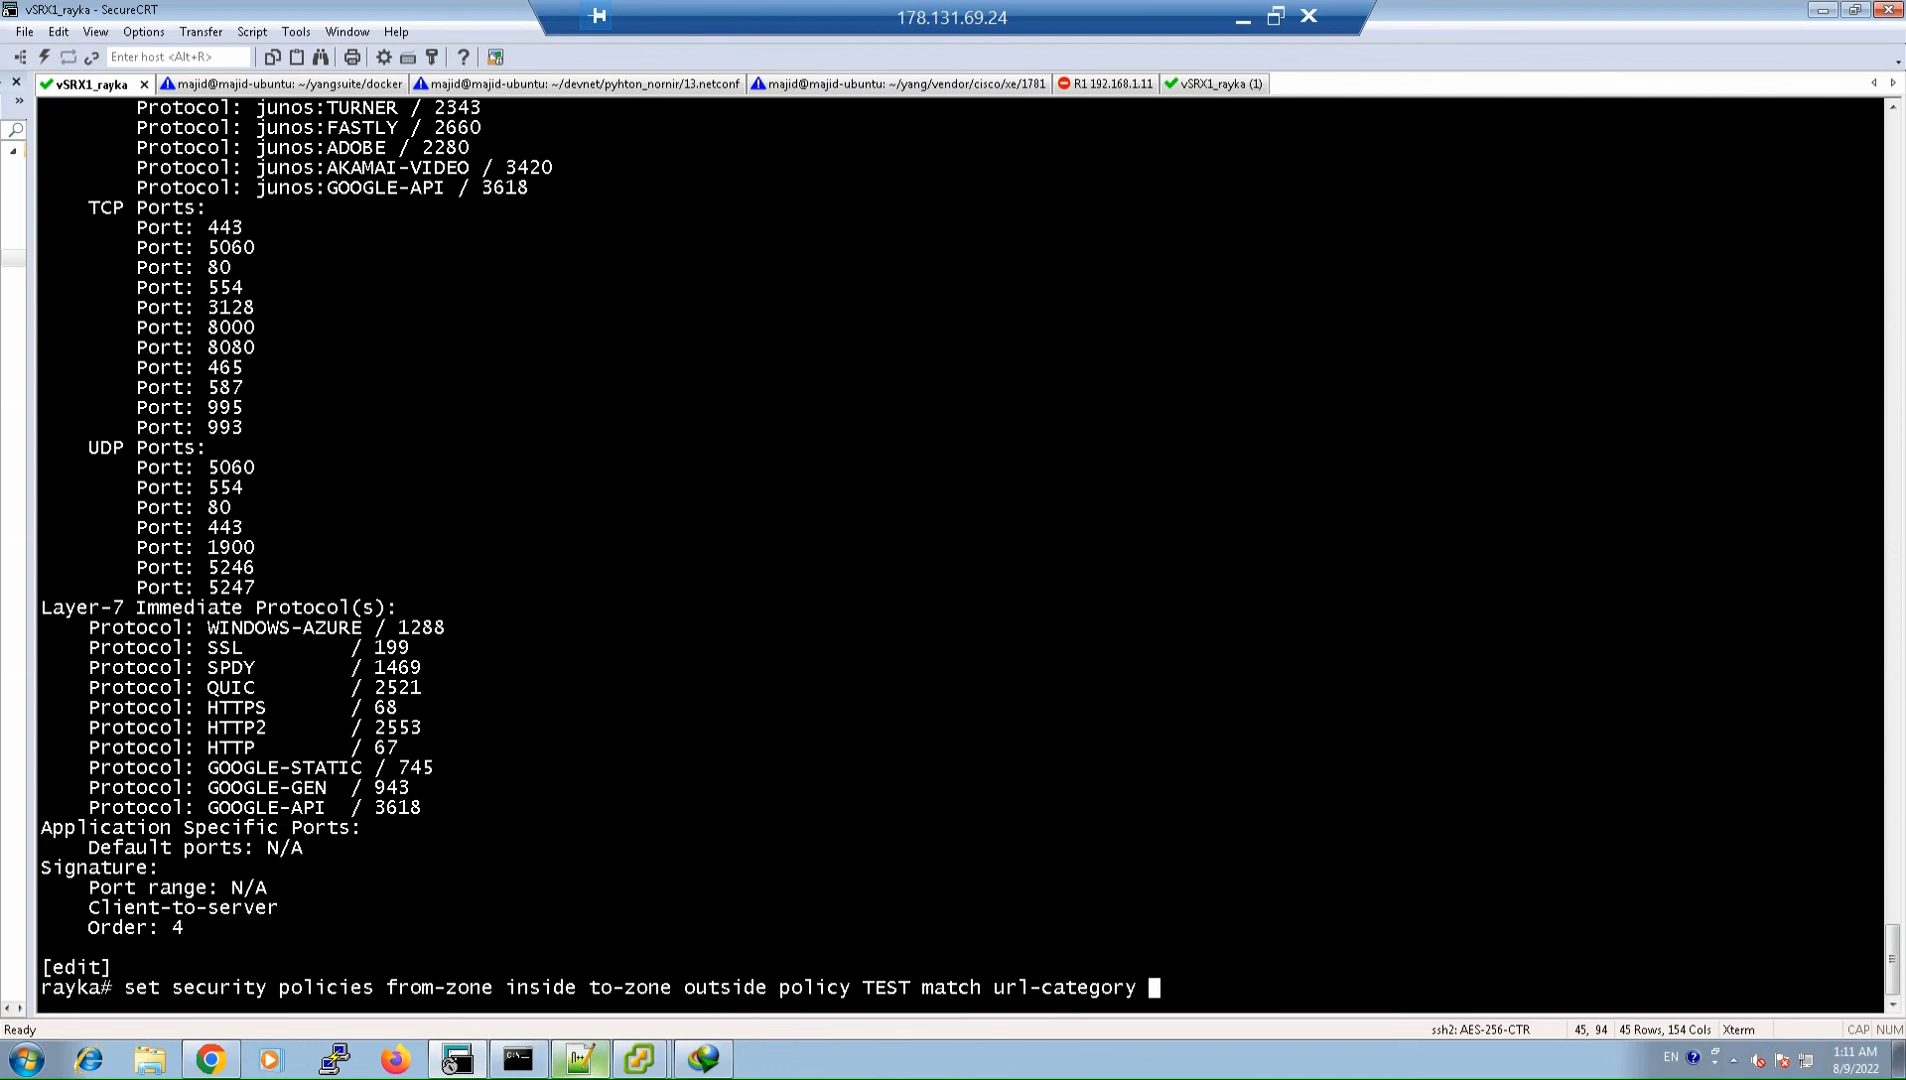 vSRX1_rayka - SecureCRT
178.131.69.24
File Edit View Options Transfer Script Tools Window Help
Enter host <Alt+R>
vSRX1_rayka
majid@majid-ubuntu: ~/yangsuite/docker
majid@majid-ubuntu: ~/devnet/pyhton_nornir/13.netconf
majid@majid-ubuntu: ~/yang/vendor/cisco/xe/1781
R1 192.168.1.11
vSRX1_rayka (1)
Protocol: junos:TURNER / 2343
Protocol: junos:FASTLY / 2660
Protocol: junos:ADOBE / 2280
Protocol: junos:AKAMAI-VIDEO / 3420
Protocol: junos:GOOGLE-API / 3618
TCP Ports:
Port: 443
Port: 5060
Port: 80
Port: 554
Port: 3128
Port: 8000
Port: 8080
Port: 465
Port: 587
Port: 995
Port: 993
UDP Ports:
Port: 5060
Port: 554
Port: 80
Port: 443
Port: 1900
Port: 5246
Port: 5247
Layer-7 Immediate Protocol(s):
Protocol: WINDOWS-AZURE / 1288
Protocol: SSL / 199
Protocol: SPDY / 1469
Protocol: QUIC / 2521
Protocol: HTTPS / 68
Protocol: HTTP2 / 2553
Protocol: HTTP / 67
Protocol: GOOGLE-STATIC / 745
Protocol: GOOGLE-GEN / 943
Protocol: GOOGLE-API / 3618
Application Specific Ports:
Default ports: N/A
Signature:
Port range: N/A
Client-to-server
Order: 4
[edit]
rayka# set security policies from-zone inside to-zone outside policy TEST match url-category
Ready
ssh2: AES-256-CTR 45, 94 45 Rows, 154 Cols Xterm CAP NUM
EN
1:11 AM
8/9/2022